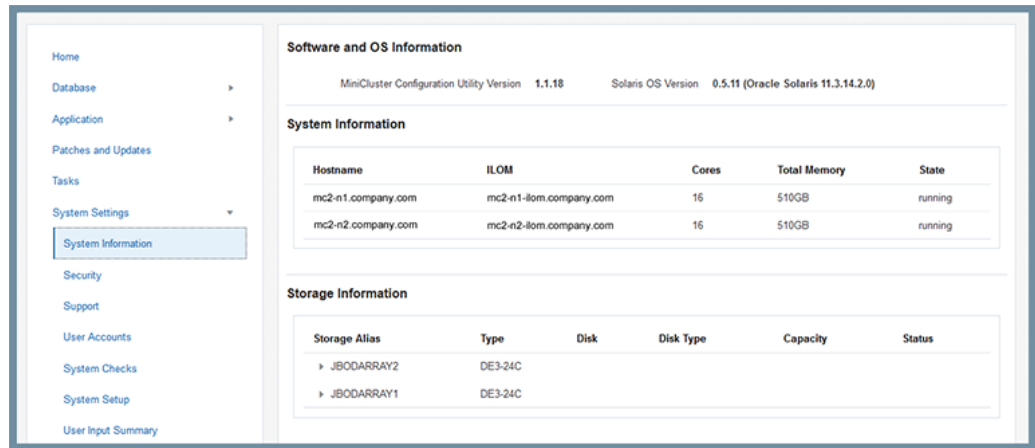 Home
Database
Application
Patches and Updates
Tasks
System Settings
System Information
Security
Support
User Accounts
System Checks
System Setup
User Input Summary
Software and OS Information
MiniCluster Configuration Utility Version 1.1.18 Solaris OS Version 0.5.11 (Oracle Solaris 11.3.14.2.0)
System Information
Hostname ILOM Cores Total Memory State
mc2-n1.company.com mc2-n1-ilom.company.com 16 510GB running
mc2-n2.company.com mc2-n2-ilom.company.com 16 510GB running
Storage Information
Storage Alias Type Disk Disk Type Capacity Status
JBODARRAY2 DE3-24C
JBODARRAY1 DE3-24C